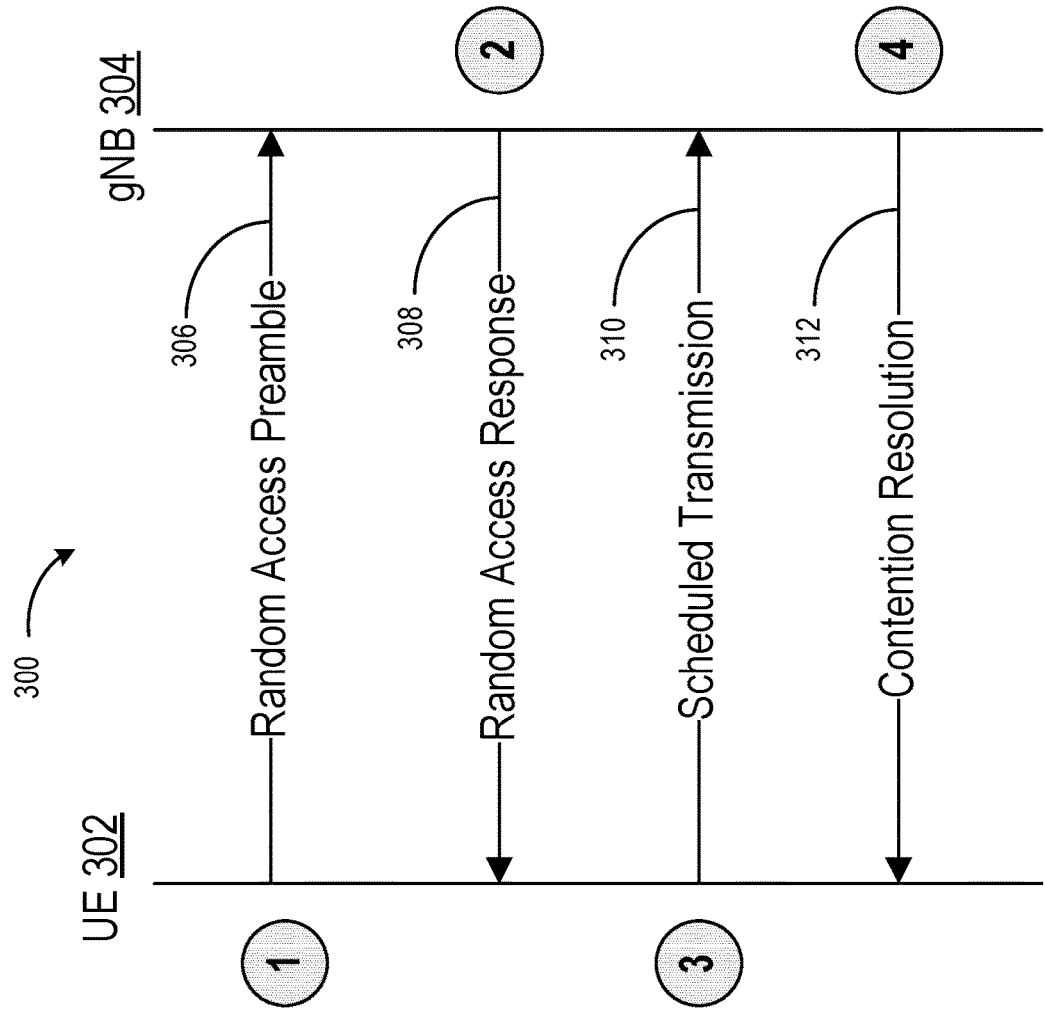 300
UE 302
gNB 304
1
306
Random Access Preamble
2
308
Random Access Response
3
310
Scheduled Transmission
4
312
Contention Resolution